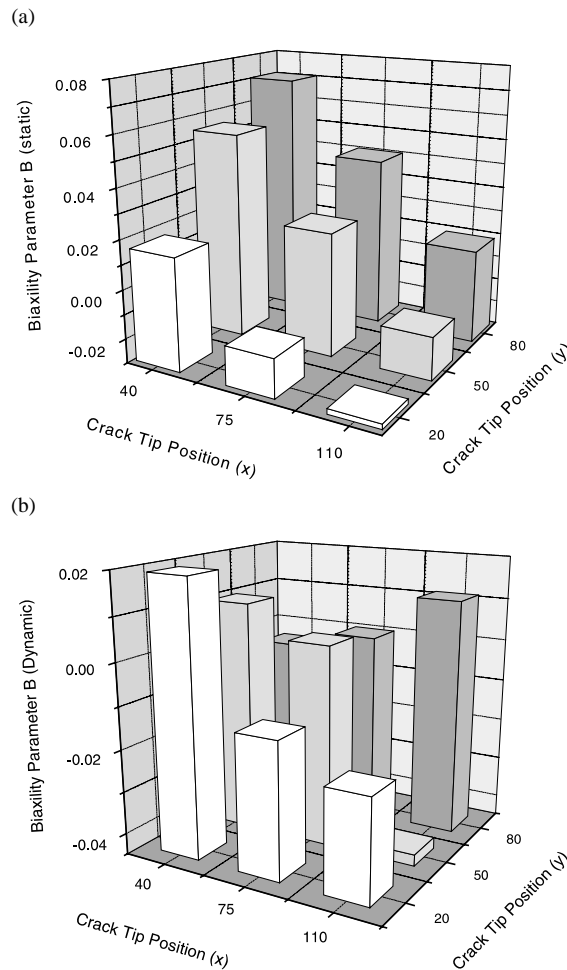 (a)
Biaxility Parameter B (static)
0.08
0.06
0.04
0.02
0.00
-0.02
40
75
110
Crack Tip Position (x)
20
50
80
Crack Tip Position (y)
(b)
Biaxility Parameter B (Dynamic)
0.02
0.00
-0.02
-0.04
40
75
110
Crack Tip Position (x)
20
50
80
Crack Tip Position (y)